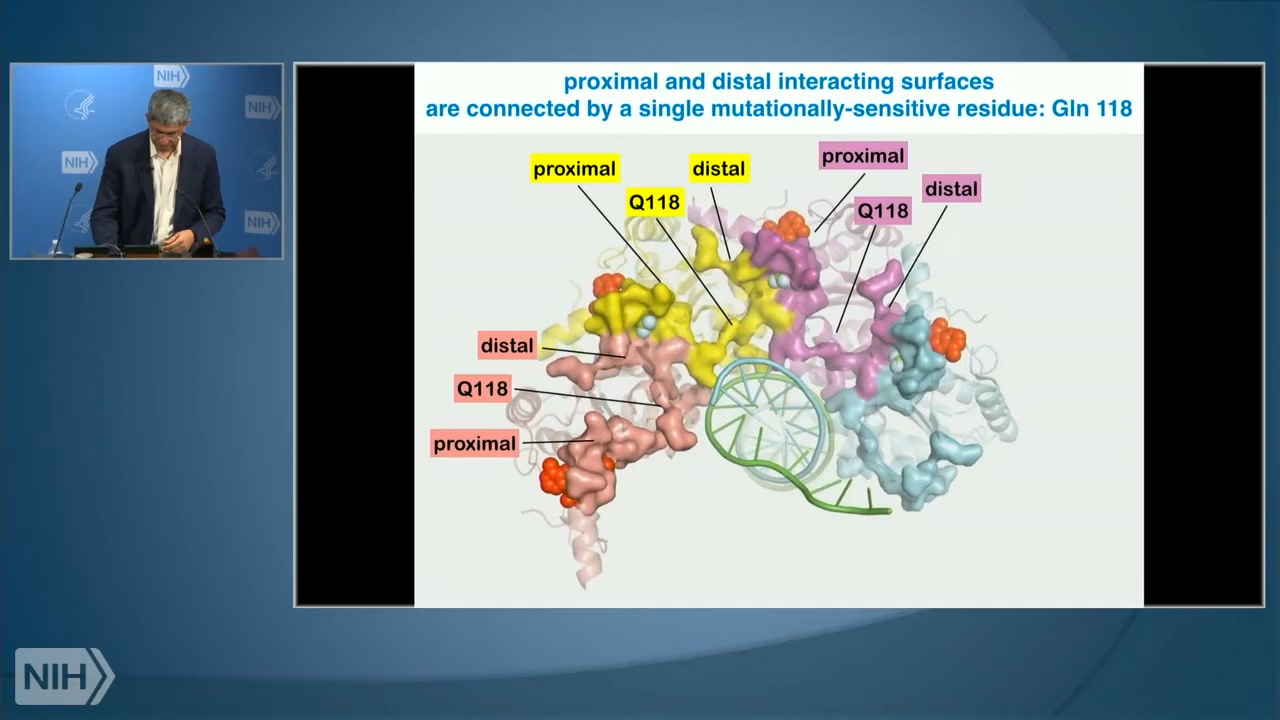 NIH
NIH
NIH
NIH
proximal and distal interacting surfaces
are connected by a single mutationally-sensitive residue: Gln 118
proximal
distal
Q118
proximal
distal
Q118
distal
Q118
proximal
NIH